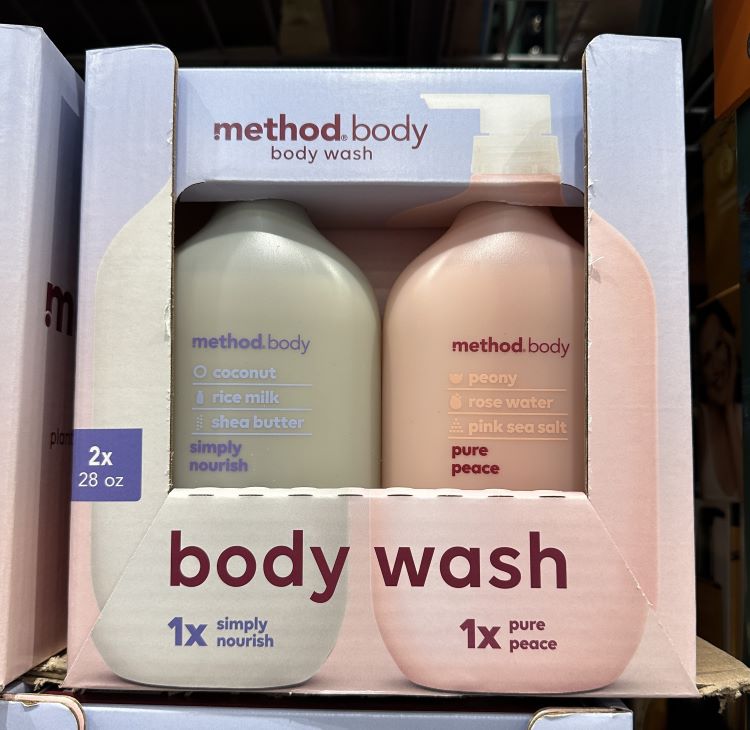 method.body
body wash
method.body
coconut
rice milk
shea butter
simply
nourish
method.body
peony
rose water
pink sea salt
pure
peace
2x
28 oz
body wash
1x simply
nourish
1x pure
peace